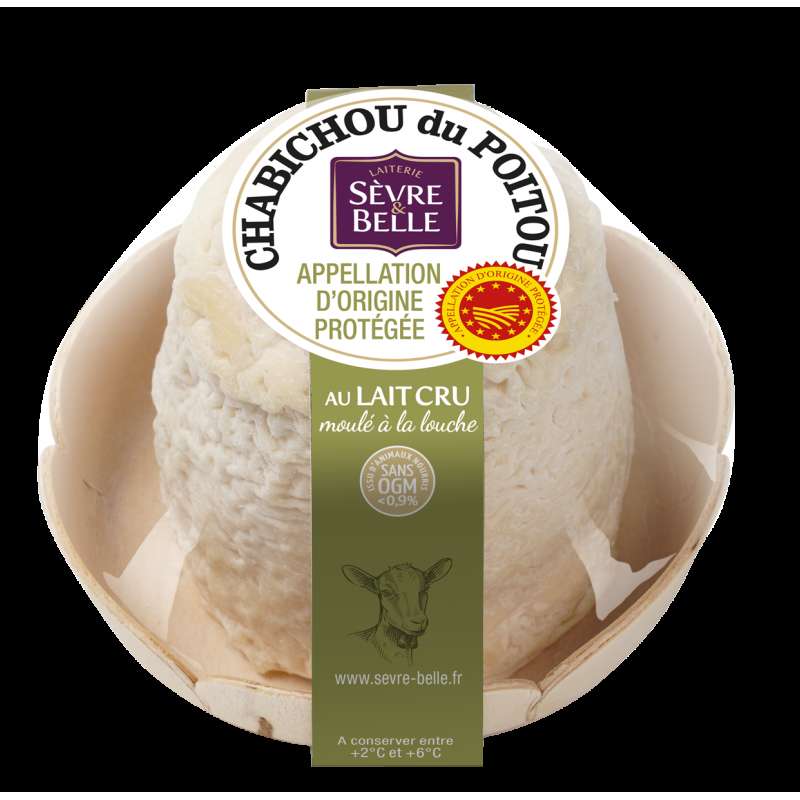 CHABICHOU du POITOU
LAITERIE
SÈVRE
& BELLE
APPELLATION
D'ORIGINE
PROTÉGÉE
APPELLATION D'ORIGINE PROTÉGÉE
AU LAIT CRU
moulé à la louche
ISSU D'ANIMAUX NOURRIS
SANS
OGM
<0,9%
www.sevre-belle.fr
A conserver entre
+2°C et +6°C